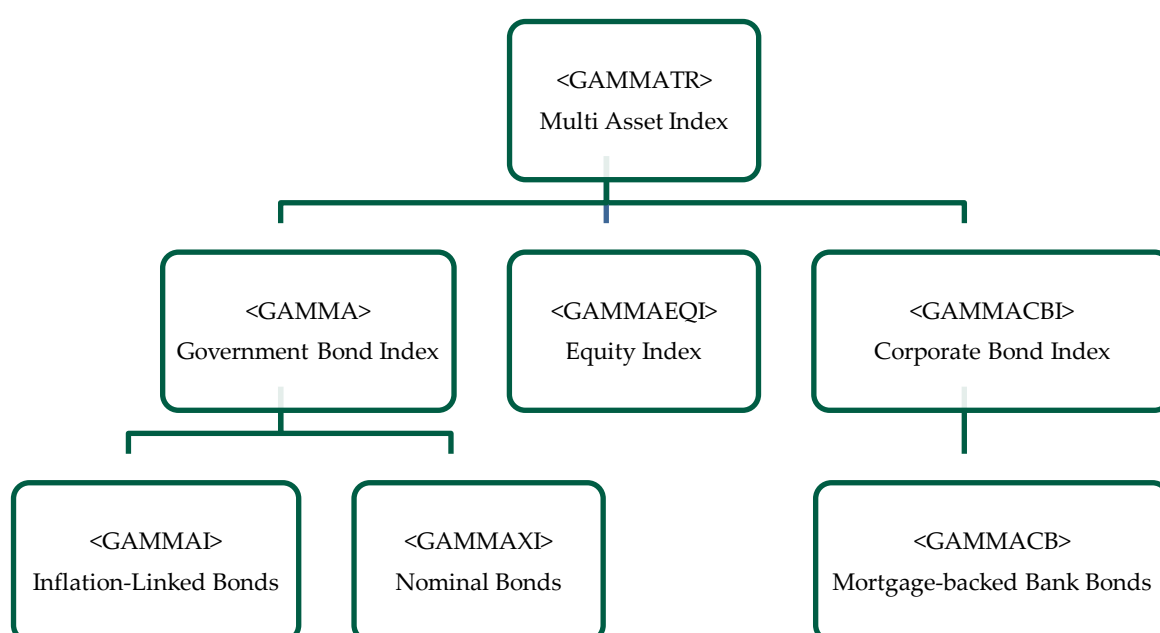 <GAMMATR>
Multi Asset Index
<GAMMA>
Government Bond Index
<GAMMAEQI>
Equity Index
<GAMMACBI>
Corporate Bond Index
<GAMMAI>
Inflation-Linked Bonds
<GAMMAXI>
Nominal Bonds
<GAMMACB>
Mortgage-backed Bank Bonds